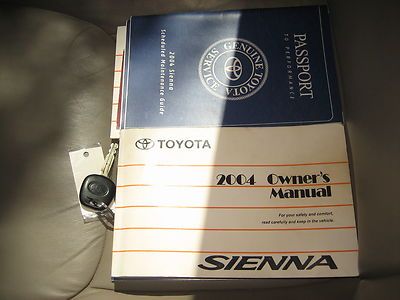 PASSPORT
TO PERFORMANCE
GENUINE TOYOTA SERVICE
2004 Sienna
Scheduled Maintenance Guide
TOYOTA
2004 Owner's
Manual
For your safety and comfort,
read carefully and keep in the vehicle.
SIENNA